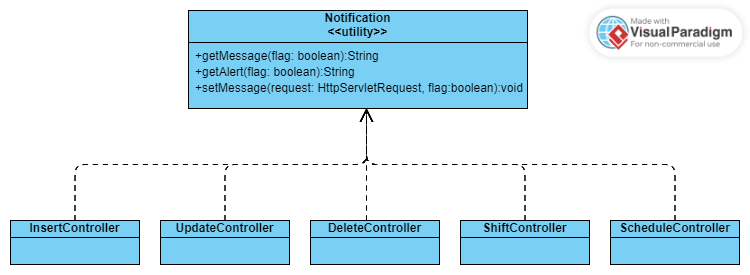 Notification
<<utility>>
+getMessage(flag: boolean):String
+getAlert(flag: boolean):String
+setMessage(request: HttpServletRequest, flag:boolean):void
Made with
Visual Paradigm
For non-commercial use
InsertController
UpdateController
DeleteController
ShiftController
ScheduleController